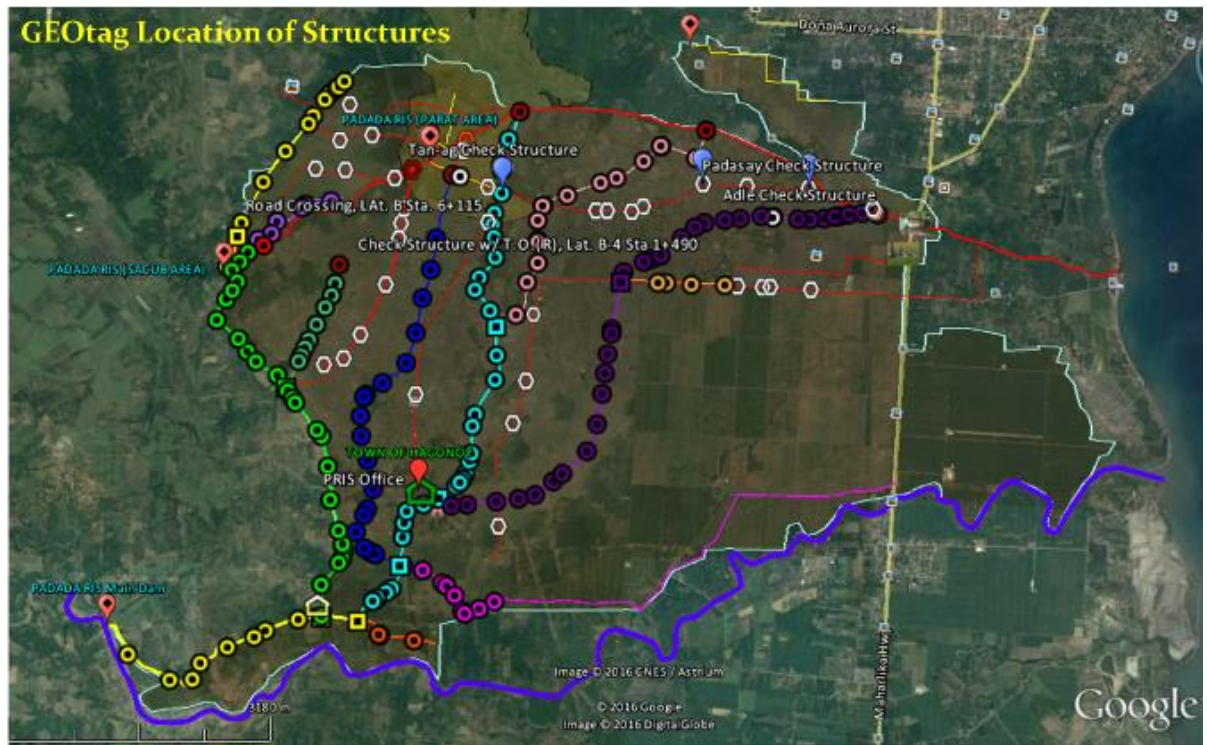 GEOtag Location of Structures
Doña Aurora St
PADADA RIS (PARAT AREA)
Tan-ag Check Structure
Padasay Check Structure
Adle Check Structure
Road Crossing, LAt. B Sta. 6+115
Check Structure w/ T.O.(R), Lat. B-4 Sta 1+490
PADADA RIS (SACUB AREA)
TOWN OF HAGONOY
PRIS Office
PADADA RIS Main Dam
Maharlika Hwy
3180 m
Image © 2016 CNES / Astrium
© 2016 Google
Image © 2016 DigitalGlobe
Google